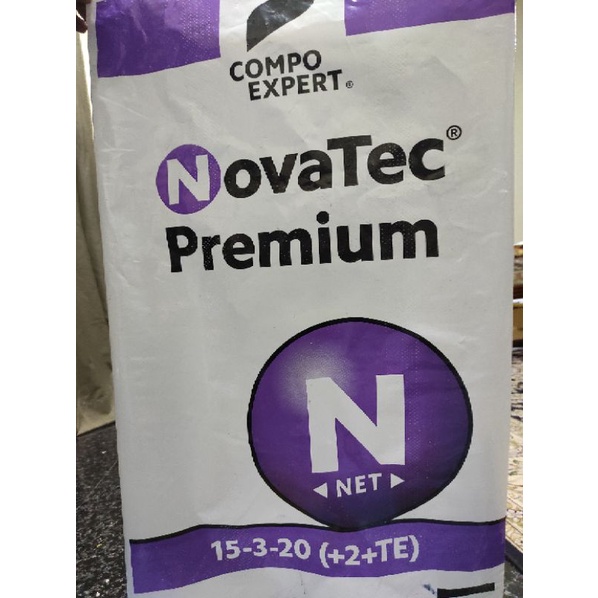 COMPO
EXPERT®
NovaTec®
Premium
N
◄ NET ►
15-3-20 (+2+TE)